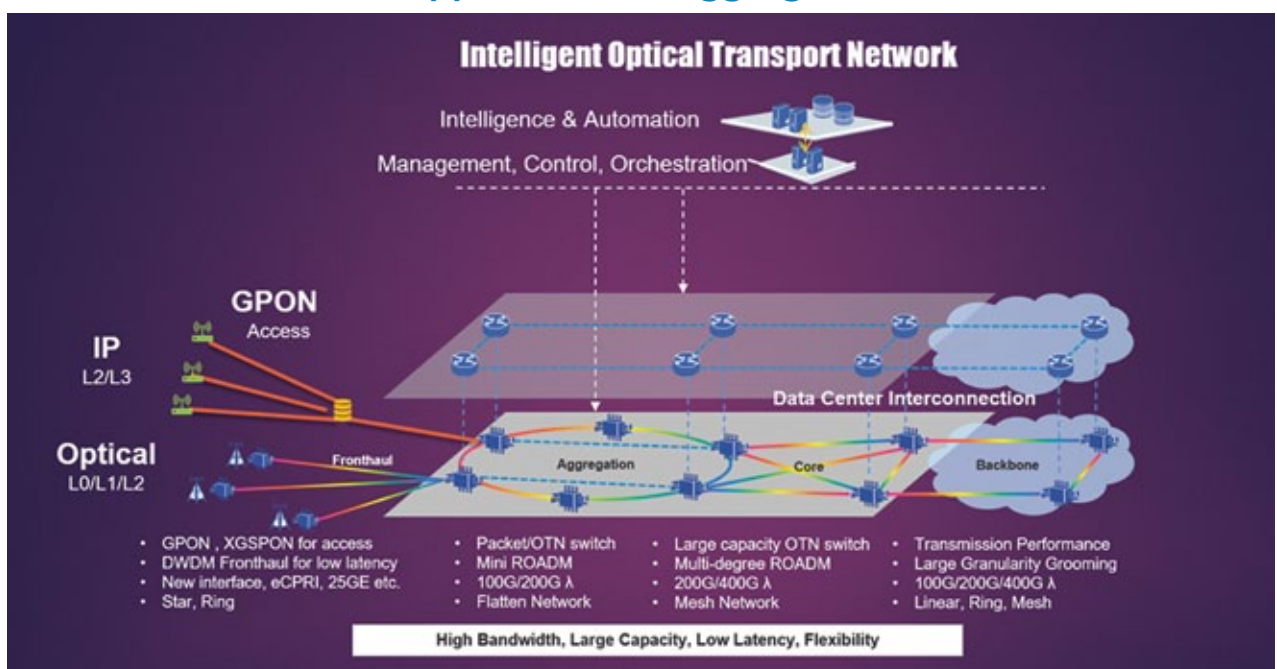 Intelligent Optical Transport Network
Intelligence & Automation
Management, Control, Orchestration
GPON
Access
IP
L2/L3
Data Center Interconnection
Optical
L0/L1/L2
Fronthaul
Aggregation
Core
Backbone
• GPON , XGSPON for access
• DWDM Fronthaul for low latency
• New interface, eCPRI, 25GE etc.
• Star, Ring
• Packet/OTN switch
• Mini ROADM
• 100G/200G λ
• Flatten Network
• Large capacity OTN switch
• Multi-degree ROADM
• 200G/400G λ
• Mesh Network
• Transmission Performance
• Large Granularity Grooming
• 100G/200G/400G λ
• Linear, Ring, Mesh
High Bandwidth, Large Capacity, Low Latency, Flexibility